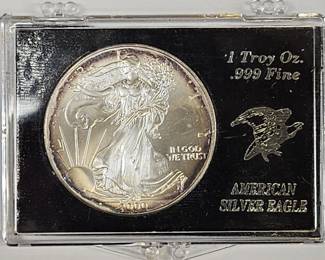 1 Troy Oz.
.999 Fine
IN GOD
WE TRUST
AMERICAN
SILVER EAGLE